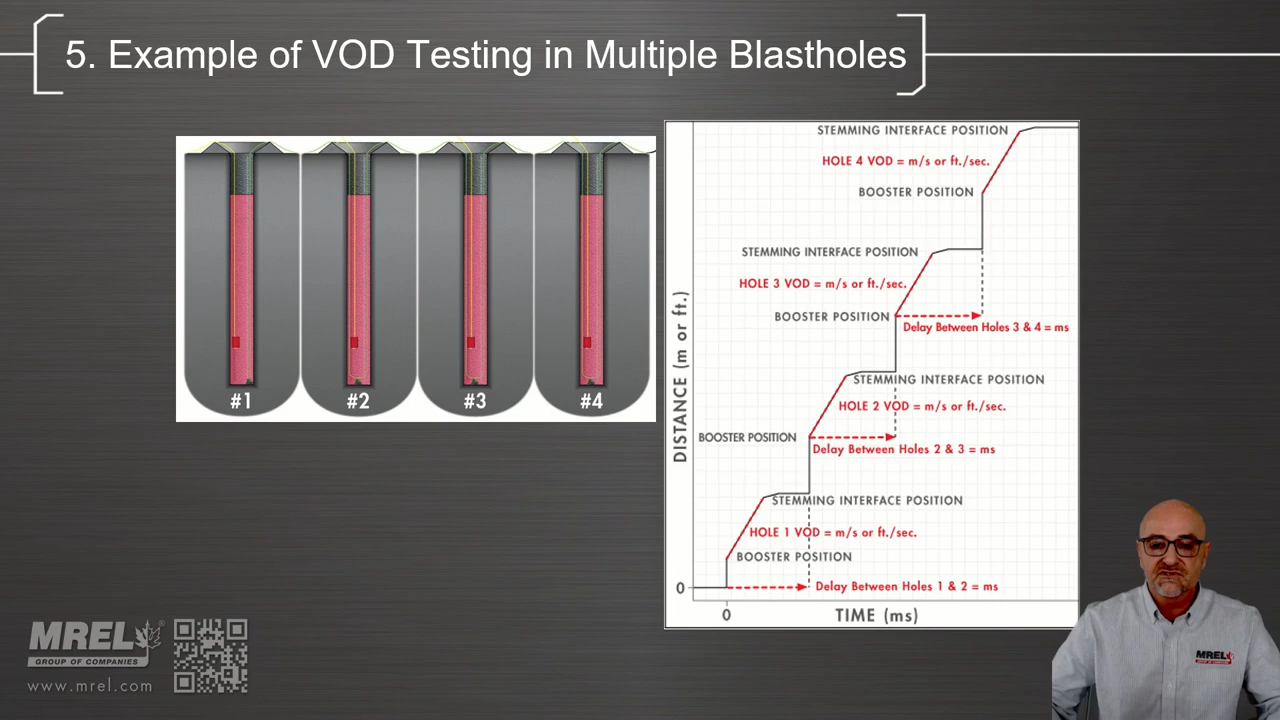 5. Example of VOD Testing in Multiple Blastholes
#1
#2
#3
#4
STEMMING INTERFACE POSITION
HOLE 4 VOD = m/s or ft./sec.
BOOSTER POSITION
STEMMING INTERFACE POSITION
HOLE 3 VOD = m/s or ft./sec.
BOOSTER POSITION
Delay Between Holes 3 & 4 = ms
STEMMING INTERFACE POSITION
HOLE 2 VOD = m/s or ft./sec.
BOOSTER POSITION
Delay Between Holes 2 & 3 = ms
STEMMING INTERFACE POSITION
HOLE 1 VOD = m/s or ft./sec.
BOOSTER POSITION
0
Delay Between Holes 1 & 2 = ms
DISTANCE (m or ft.)
0
TIME (ms)
MREL
GROUP OF COMPANIES
www.mrel.com
MREL
GROUP OF COMPANIES